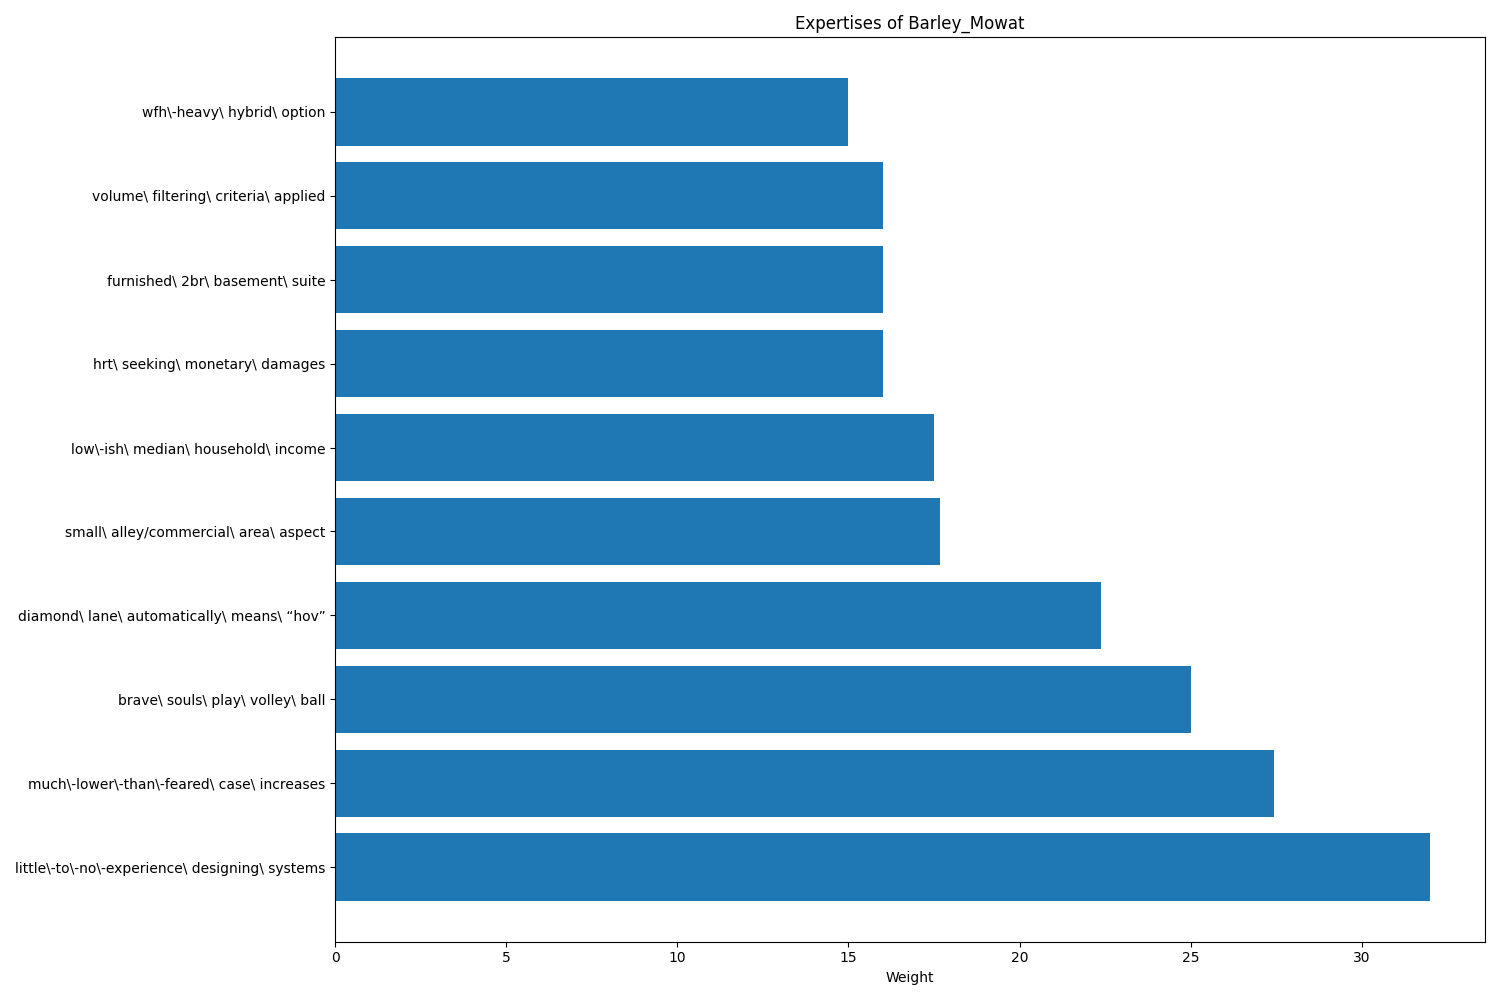 Expertises of Barley_Mowat
wfh\-heavy\ hybrid\ option
volume\ filtering\ criteria\ applied
furnished\ 2br\ basement\ suite
hrt\ seeking\ monetary\ damages
low\-ish\ median\ household\ income
small\ alley/commercial\ area\ aspect
diamond\ lane\ automatically\ means\ “hov”
brave\ souls\ play\ volley\ ball
much\-lower\-than\-feared\ case\ increases
little\-to\-no\-experience\ designing\ systems
0 5 10 15 20 25 30
Weight